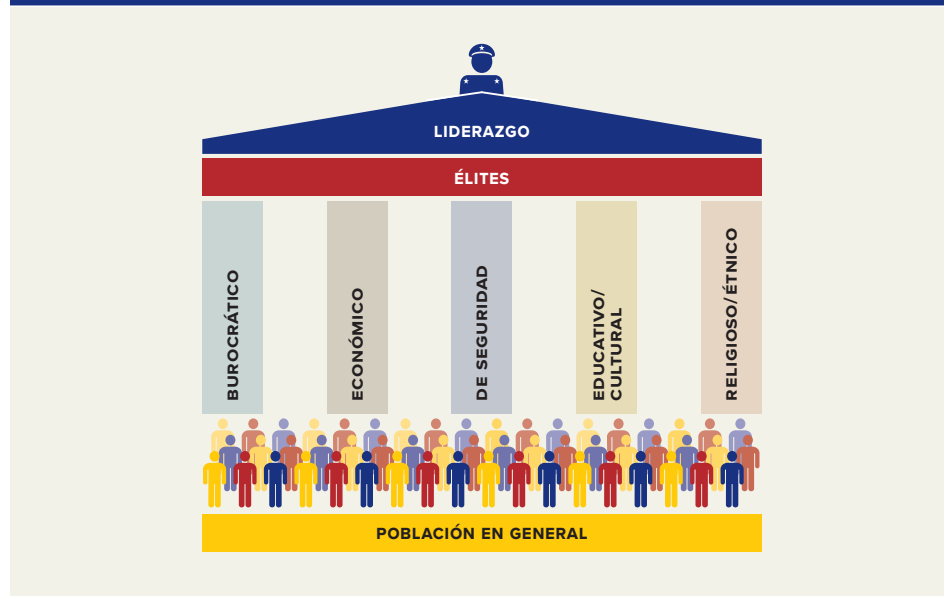 LIDERAZGO
ÉLITES
BUROCRÁTICO
ECONÓMICO
DE SEGURIDAD
EDUCATIVO/
CULTURAL
RELIGIOSO/ÉTNICO
POBLACIÓN EN GENERAL